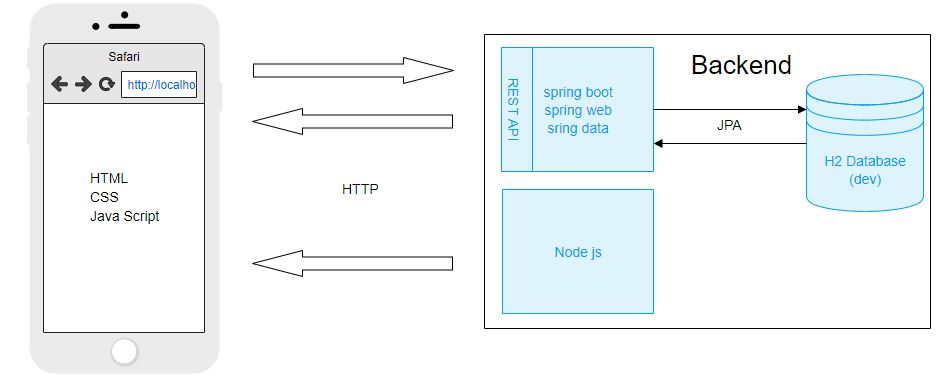 Safari
http://localho
HTML
CSS
Java Script
HTTP
Backend
REST API
spring boot
spring web
sring data
JPA
H2 Database
(dev)
Node js